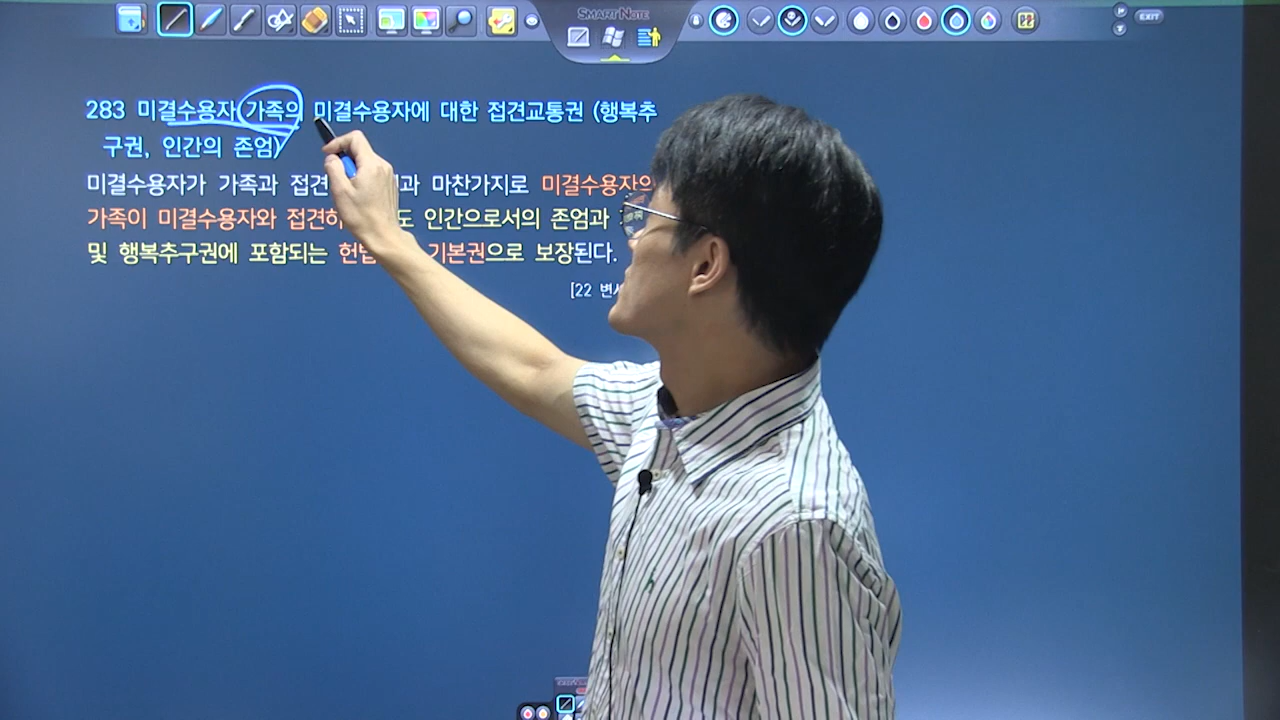 SMART NOTE
EXIT
283 미결수용자 가족의 미결수용자에 대한 접견교통권 (행복추
구권, 인간의 존엄)
미결수용자가 가족과 접견 과 마찬가지로 미결수용자의
가족이 미결수용자와 접견하 도 인간으로서의 존엄과
및 행복추구권에 포함되는 헌법 기본권으로 보장된다.
[22 변시